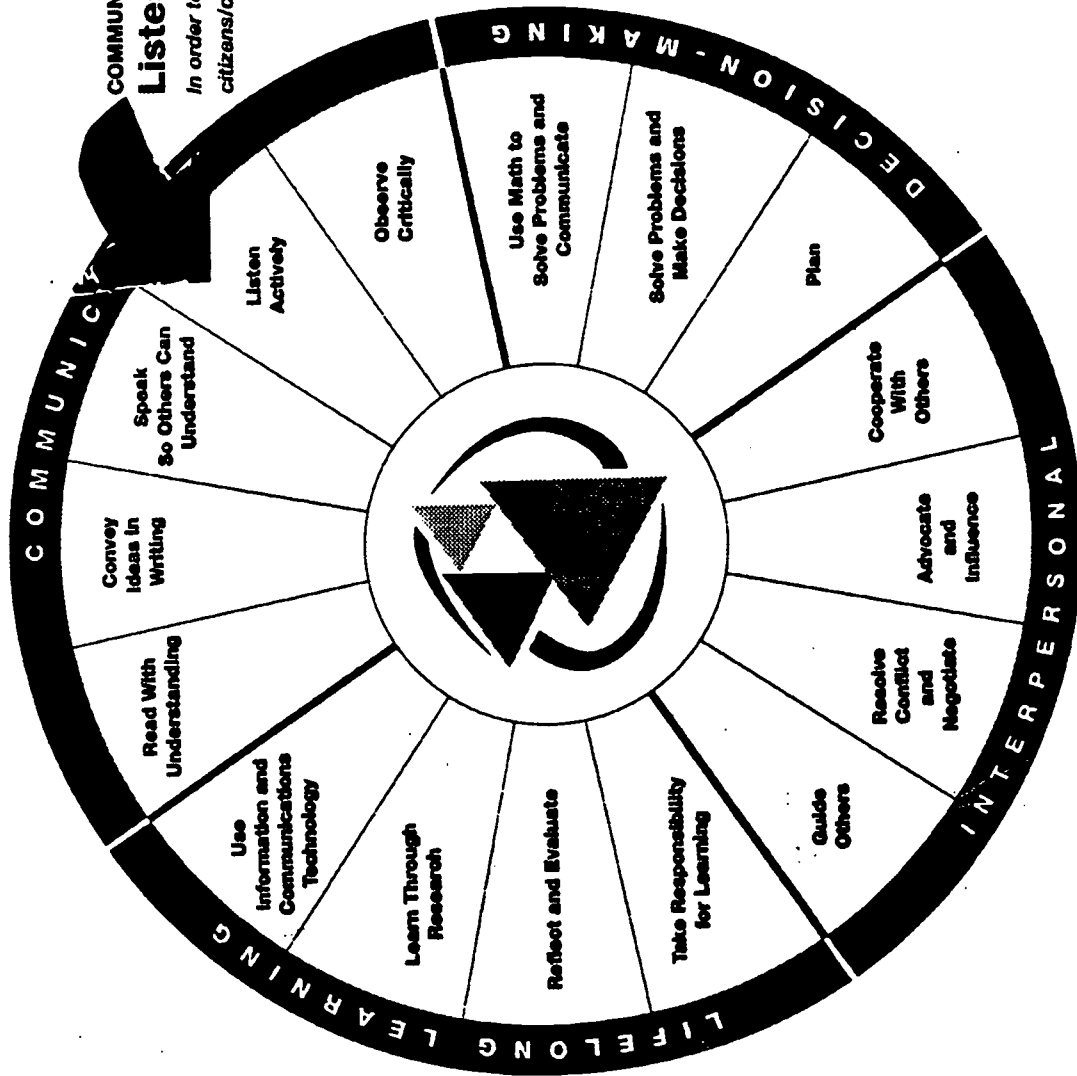 COMMUN
Liste
In order to
citizens/
COMMUNIC
Read With
Understanding
Convey
Ideas in
Writing
Speak
So Others Can
Understand
Listen
Actively
Observe
Critically
DECISION-MAKING
Use Math to
Solve Problems and
Communicate
Solve Problems and
Make Decisions
Plan
INTERPERSONAL
Cooperate
With
Others
Advocate
and
Influence
Resolve
Conflict
and
Negotiate
Guide
Others
LIFELONG LEARNING
Take Responsibility
for Learning
Reflect and Evaluate
Learn Through
Research
Use
Information and
Communications
Technology